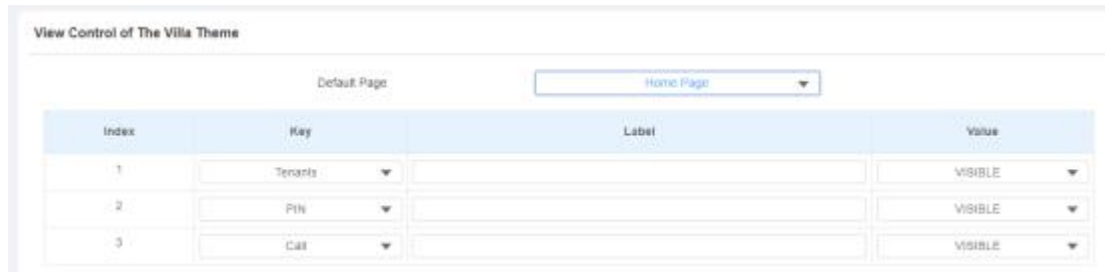 View Control of The Villa Theme
Default Page Home Page
Index Key Label Value
1 Tenants VISIBLE
2 PIN VISIBLE
3 Call VISIBLE